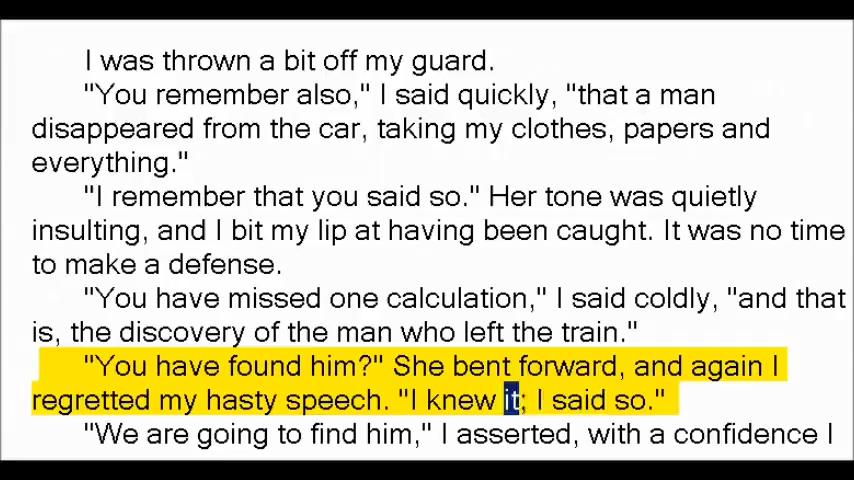 I was thrown a bit off my guard.
"You remember also," I said quickly, "that a man
disappeared from the car, taking my clothes, papers and
everything."
"I remember that you said so." Her tone was quietly
insulting, and I bit my lip at having been caught. It was no time
to make a defense.
"You have missed one calculation," I said coldly, "and that
is, the discovery of the man who left the train."
"You have found him?" She bent forward, and again I
regretted my hasty speech. "I knew it; I said so."
"We are going to find him," I asserted, with a confidence I